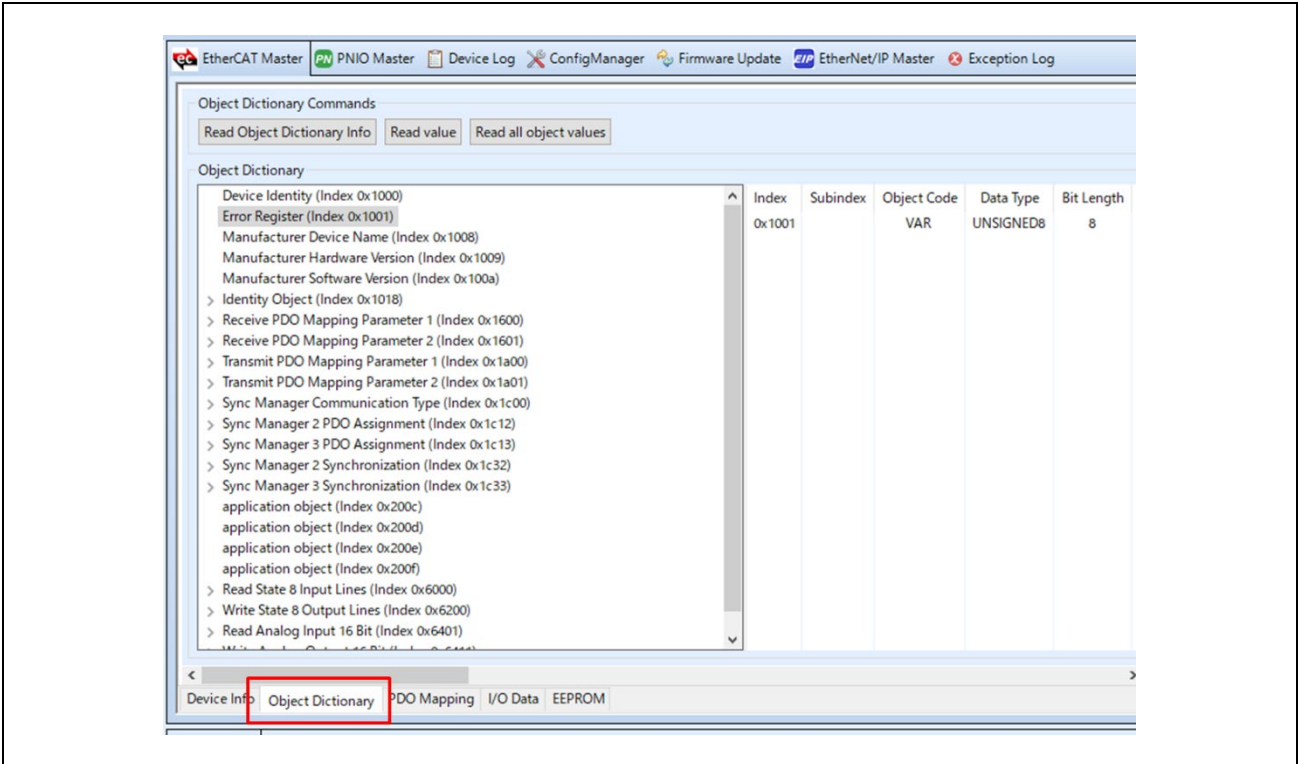 EtherCAT Master PNIO Master Device Log ConfigManager Firmware Update EtherNet/IP Master Exception Log
Object Dictionary Commands
Read Object Dictionary Info Read value Read all object values
Object Dictionary
Device Identity (Index 0x1000)
Error Register (Index 0x1001)
Manufacturer Device Name (Index 0x1008)
Manufacturer Hardware Version (Index 0x1009)
Manufacturer Software Version (Index 0x100a)
Identity Object (Index 0x1018)
Receive PDO Mapping Parameter 1 (Index 0x1600)
Receive PDO Mapping Parameter 2 (Index 0x1601)
Transmit PDO Mapping Parameter 1 (Index 0x1a00)
Transmit PDO Mapping Parameter 2 (Index 0x1a01)
Sync Manager Communication Type (Index 0x1c00)
Sync Manager 2 PDO Assignment (Index 0x1c12)
Sync Manager 3 PDO Assignment (Index 0x1c13)
Sync Manager 2 Synchronization (Index 0x1c32)
Sync Manager 3 Synchronization (Index 0x1c33)
application object (Index 0x200c)
application object (Index 0x200d)
application object (Index 0x200e)
application object (Index 0x200f)
Read State 8 Input Lines (Index 0x6000)
Write State 8 Output Lines (Index 0x6200)
Read Analog Input 16 Bit (Index 0x6401)
Index Subindex Object Code Data Type Bit Length
0x1001 VAR UNSIGNED8 8
Device Info Object Dictionary PDO Mapping I/O Data EEPROM